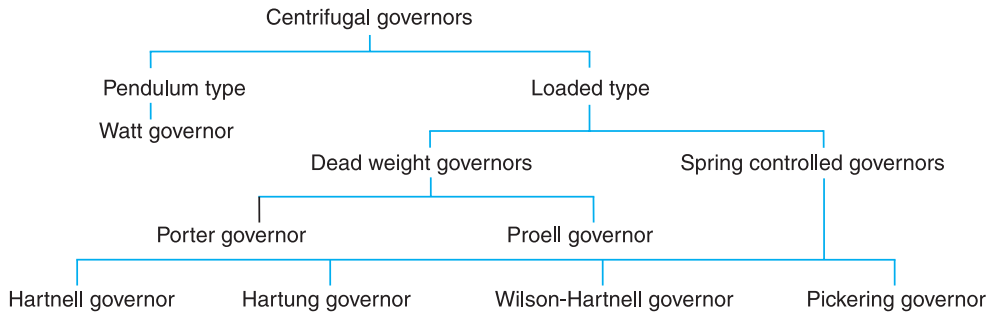 Centrifugal governors
Pendulum type
Loaded type
Watt governor
Dead weight governors
Spring controlled governors
Porter governor
Proell governor
Hartnell governor
Hartung governor
Wilson-Hartnell governor
Pickering governor